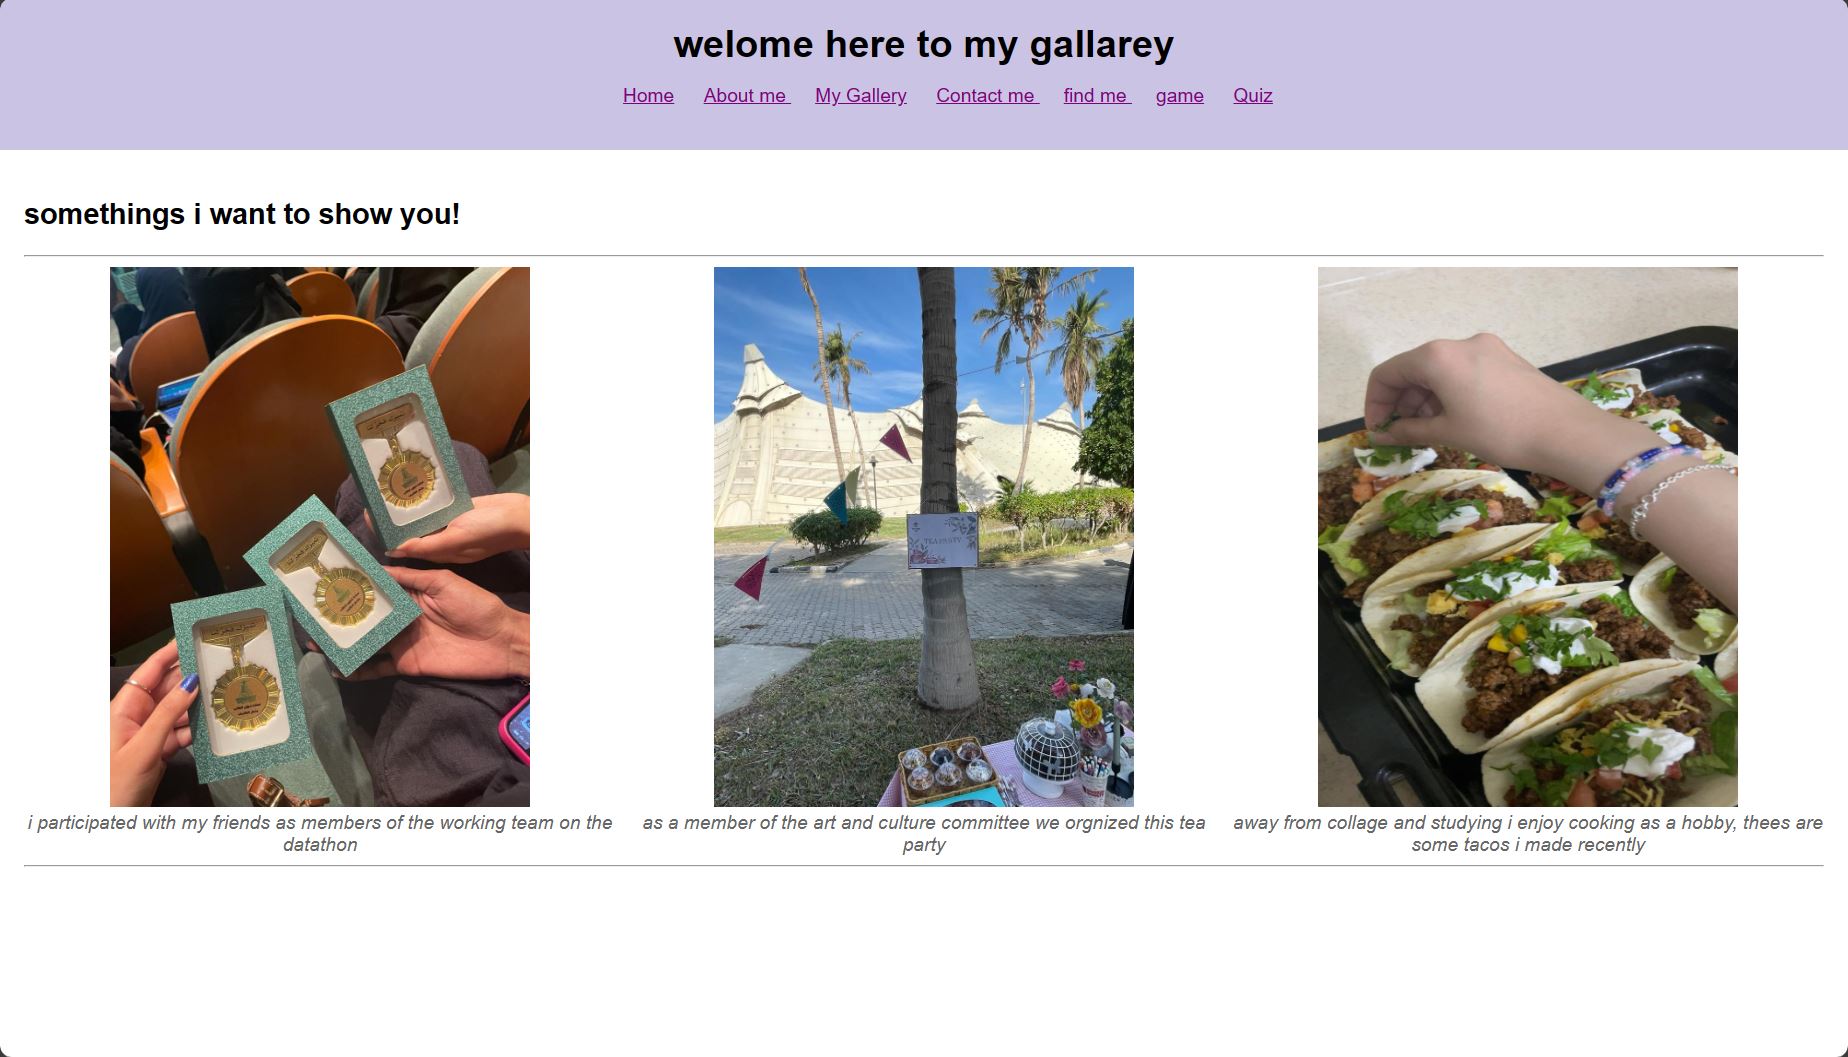 welome here to my gallarey
Home About me My Gallery Contact me find me game Quiz
somethings i want to show you!
TEA PARTY
i participated with my friends as members of the working team on the
datathon
as a member of the art and culture committee we orgnized this tea
party
away from collage and studying i enjoy cooking as a hobby, thees are
some tacos i made recently